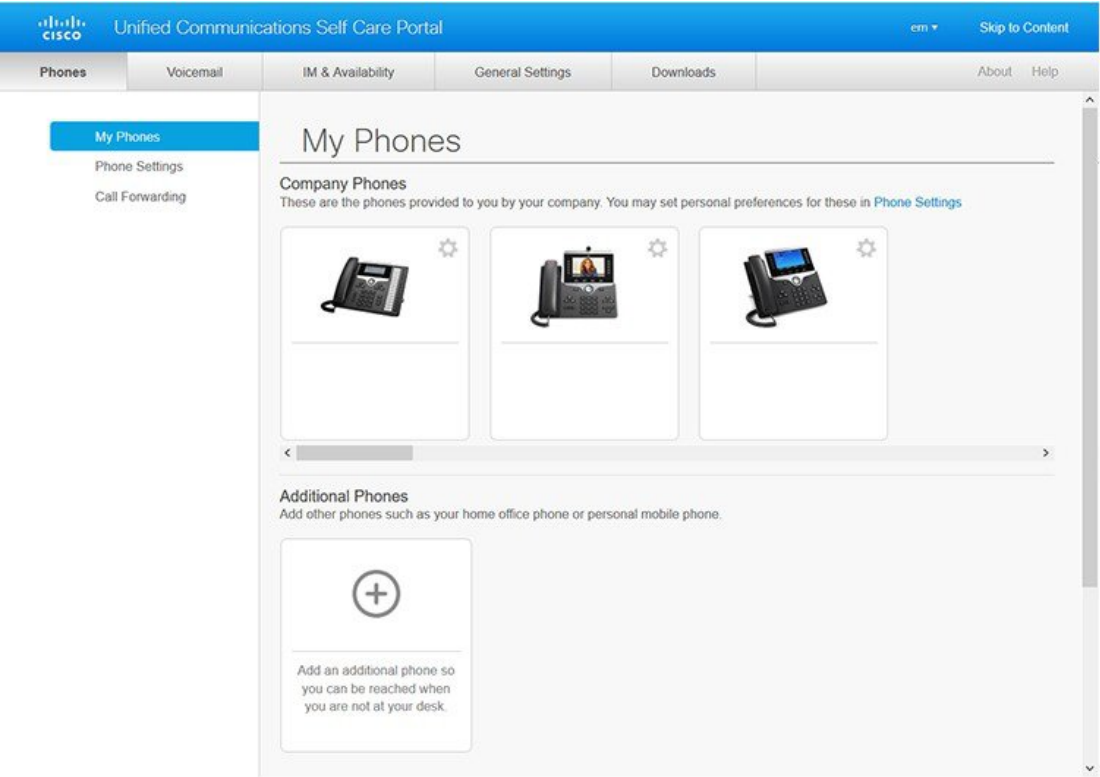 cisco
Unified Communications Self Care Portal
em
Skip to Content
Phones
Voicemail
IM & Availability
General Settings
Downloads
About
Help
My Phones
Phone Settings
Call Forwarding
My Phones
Company Phones
These are the phones provided to you by your company. You may set personal preferences for these in Phone Settings
Additional Phones
Add other phones such as your home office phone or personal mobile phone.
Add an additional phone so
you can be reached when
you are not at your desk.